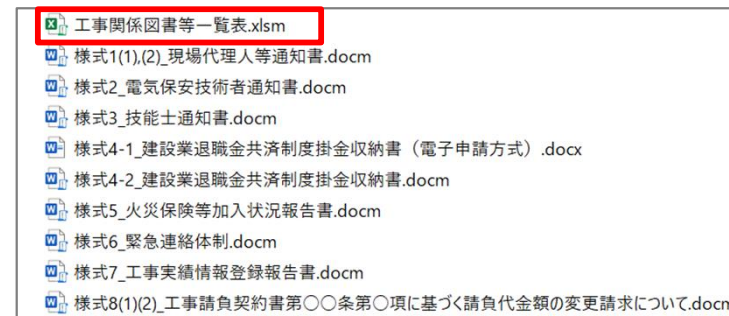 工事関係図書等一覧表.xlsm
様式1(1),(2)_現場代理人等通知書.docm
様式2_電気保安技術者通知書.docm
様式3_技能士通知書.docm
様式4-1_建設業退職金共済制度掛金収納書（電子申請方式）.docx
様式4-2_建設業退職金共済制度掛金収納書.docm
様式5_火災保険等加入状況報告書.docm
様式6_緊急連絡体制.docm
様式7_工事実績情報登録報告書.docm
様式8(1)(2)_工事請負契約書第〇〇条第〇項に基づく請負代金額の変更請求について.docm